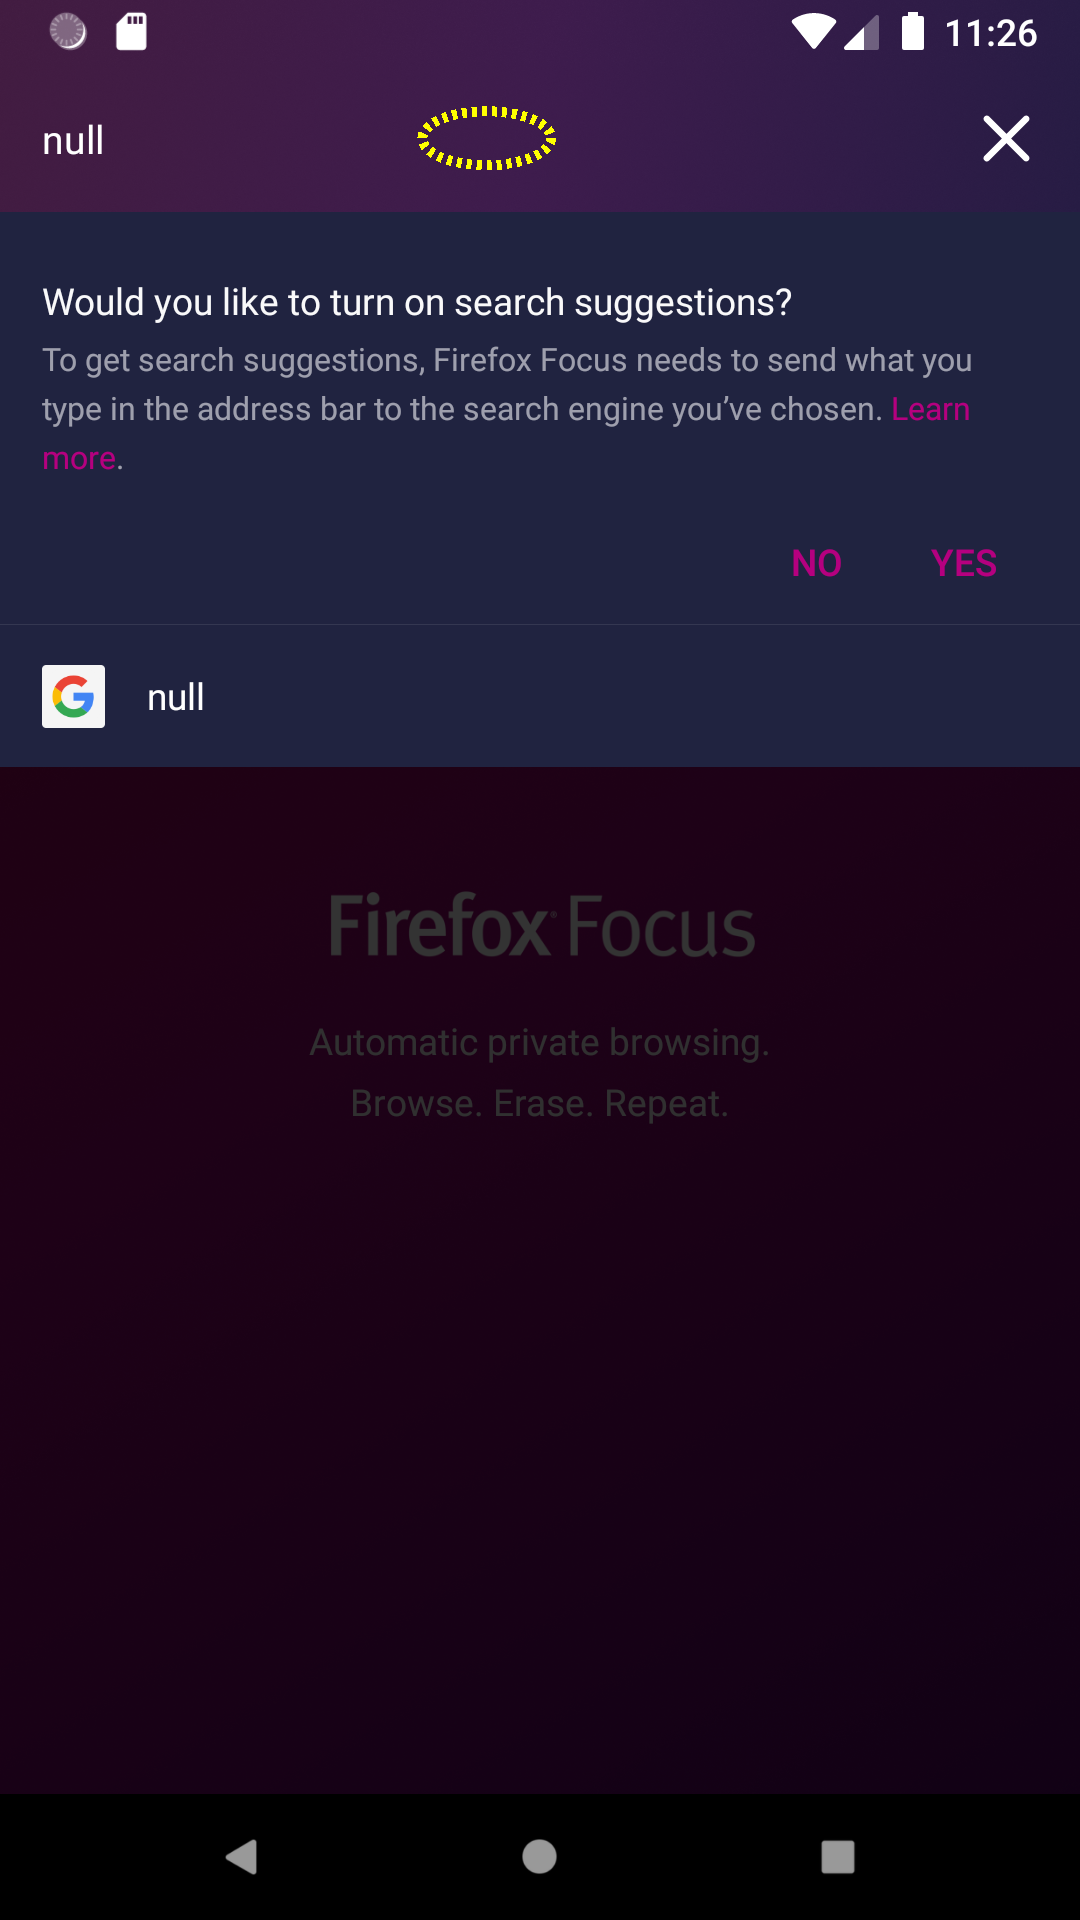 11:26
null
Would you like to turn on search suggestions?
To get search suggestions, Firefox Focus needs to send what you
type in the address bar to the search engine you’ve chosen. Learn
more.
NO YES
null
Firefox Focus
Automatic private browsing.
Browse. Erase. Repeat.